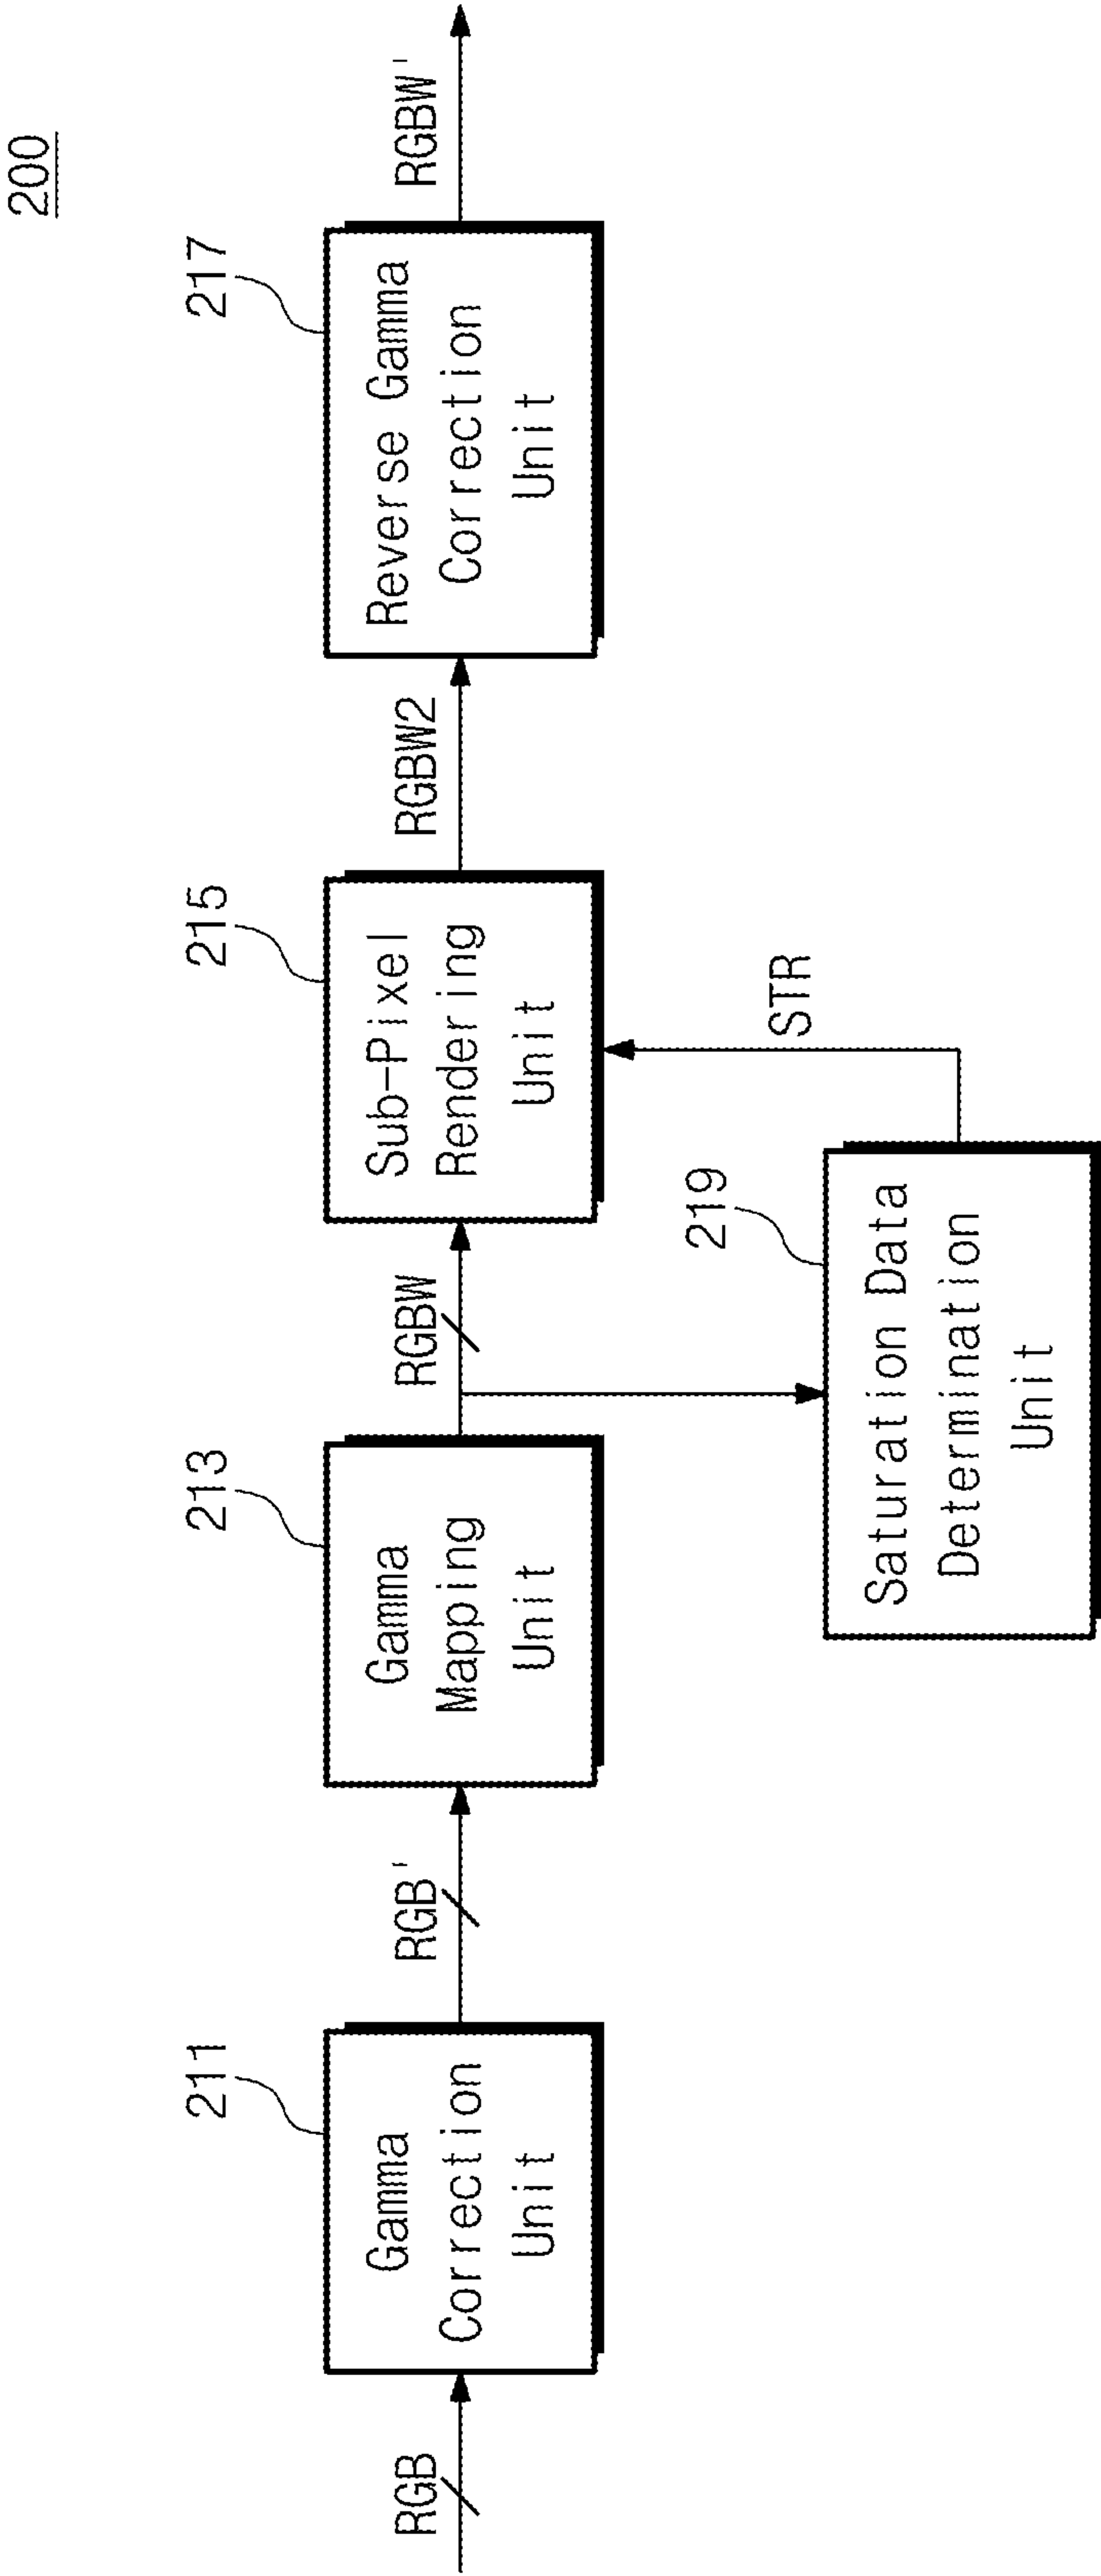 200
211
213
215
217
RGB
Gamma
Correction
Unit
RGB'
Gamma
Mapping
Unit
RGBW
Sub-Pixel
Rendering
Unit
RGBW2
Reverse Gamma
Correction
Unit
RGBW'
219
STR
Saturation Data
Determination
Unit